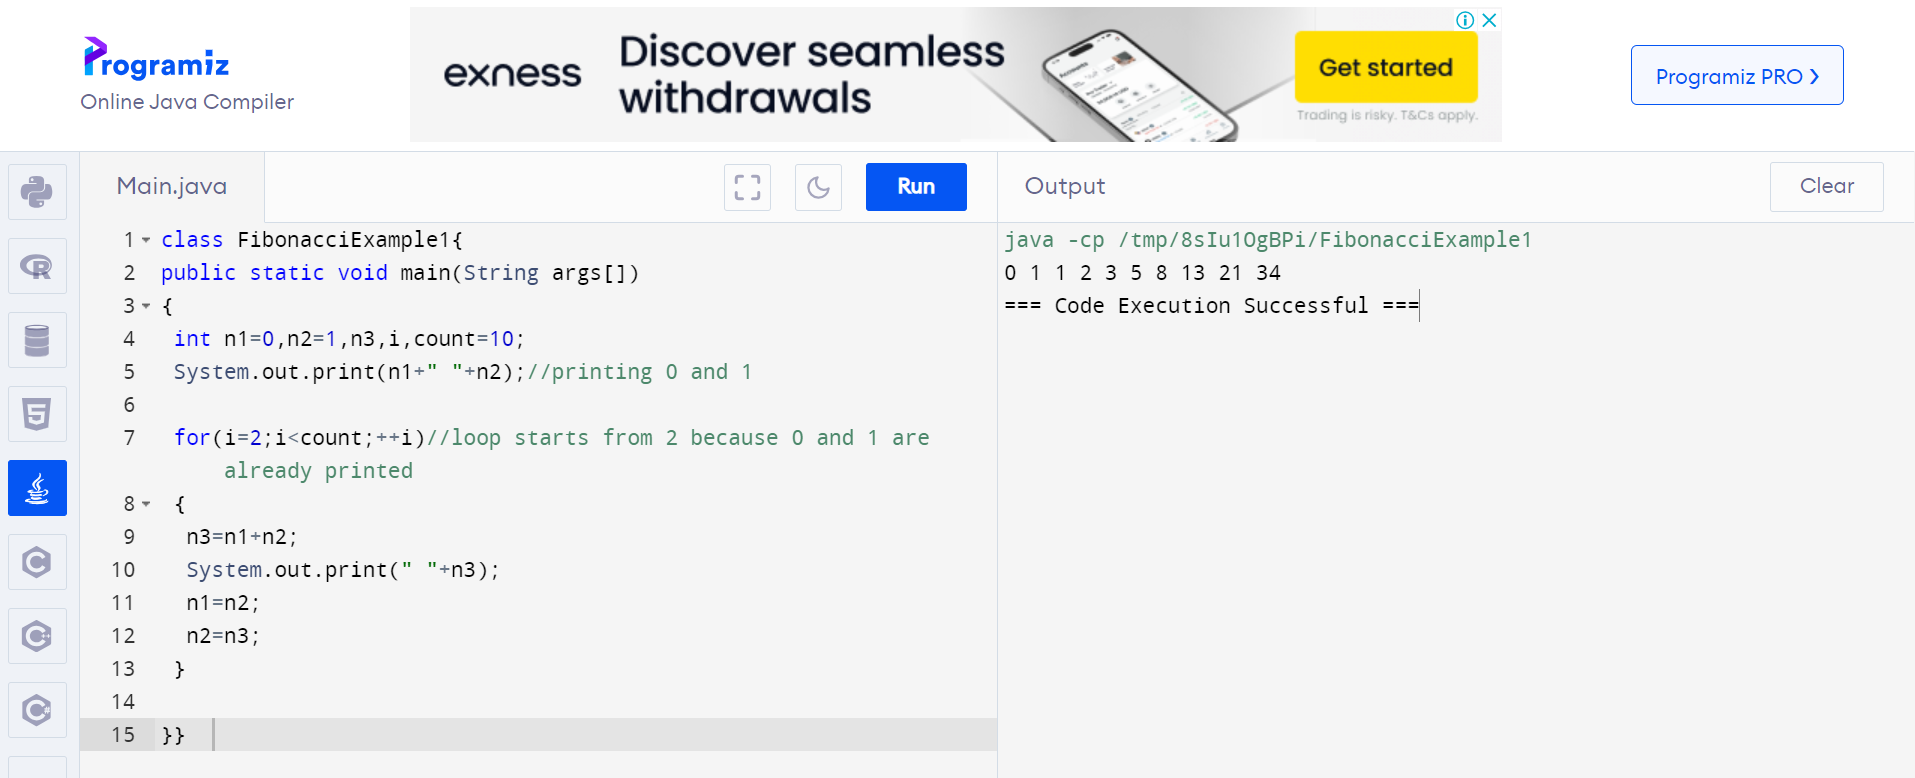 Programiz
Online Java Compiler
exness
Discover seamless
withdrawals
Get started
Trading is risky. T&Cs apply.
Programiz PRO
Main.java
Run
Output
Clear
1 class FibonacciExample1{
2 public static void main(String args[])
3 {
4 int n1=0,n2=1,n3,i,count=10;
5 System.out.print(n1+" "+n2);//printing 0 and 1
6
7 for(i=2;i<count;++i)//loop starts from 2 because 0 and 1 are
already printed
8 {
9 n3=n1+n2;
10 System.out.print(" "+n3);
11 n1=n2;
12 n2=n3;
13 }
14
15 }}
java -cp /tmp/8sIu1OgBPi/FibonacciExample1
0 1 1 2 3 5 8 13 21 34
=== Code Execution Successful ===